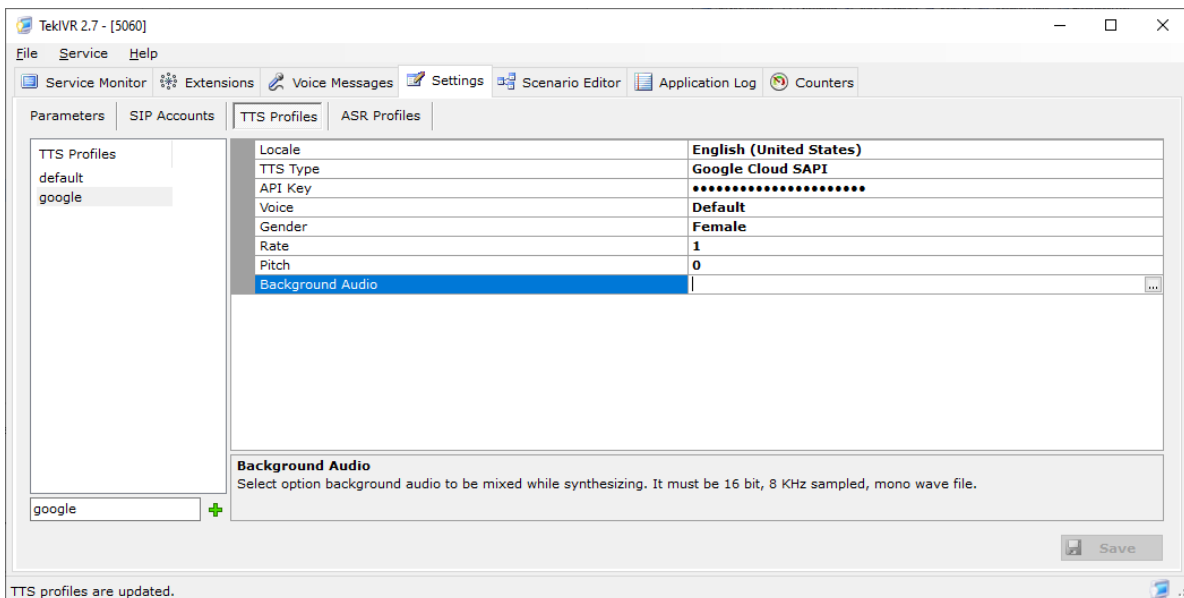 TekIVR 2.7 - [5060]
File Service Help
Service Monitor Extensions Voice Messages Settings Scenario Editor Application Log Counters
Parameters SIP Accounts TTS Profiles ASR Profiles
TTS Profiles
default
google
Locale English (United States)
TTS Type Google Cloud SAPI
API Key ••••••••••••••••••••••
Voice Default
Gender Female
Rate 1
Pitch 0
Background Audio ...
Background Audio
Select option background audio to be mixed while synthesizing. It must be 16 bit, 8 KHz sampled, mono wave file.
google
Save
TTS profiles are updated.